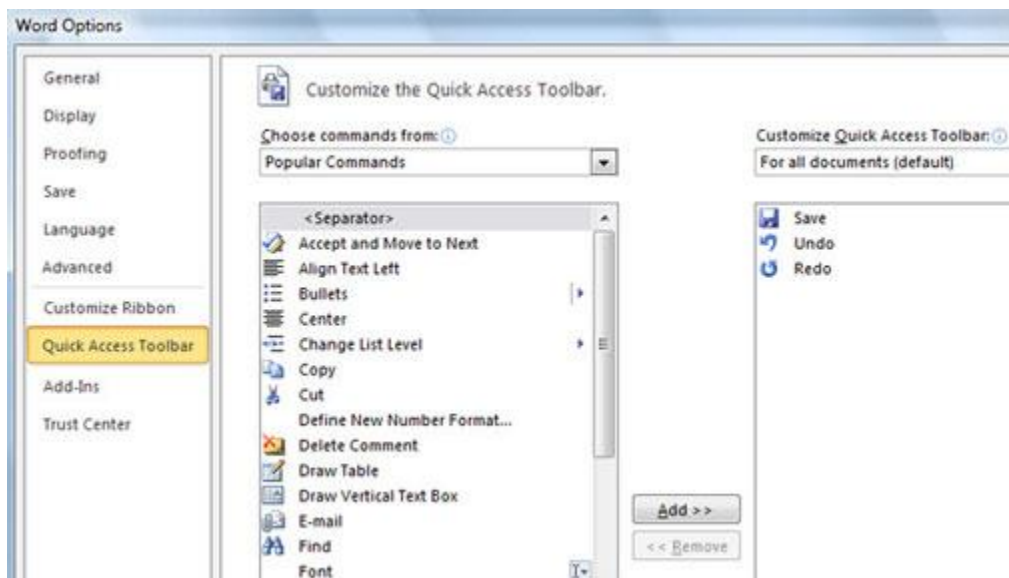 Word Options
General
Display
Proofing
Save
Language
Advanced
Customize Ribbon
Quick Access Toolbar
Add-Ins
Trust Center
Customize the Quick Access Toolbar.
Choose commands from:
Popular Commands
<Separator>
Accept and Move to Next
Align Text Left
Bullets
Center
Change List Level
Copy
Cut
Define New Number Format...
Delete Comment
Draw Table
Draw Vertical Text Box
E-mail
Find
Font
Add >>
<< Remove
Customize Quick Access Toolbar:
For all documents (default)
Save
Undo
Redo